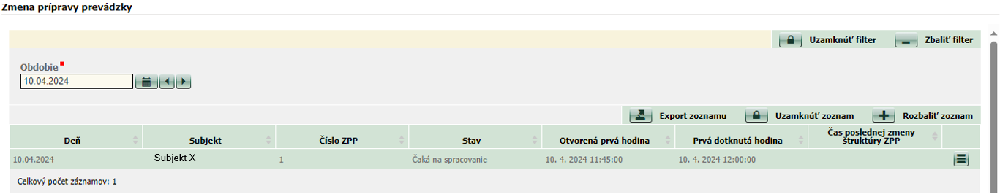 Zmena prípravy prevádzky
Uzamknúť filter Zbaliť filter
Obdobie
10.04.2024
Export zoznamu Uzamknúť zoznam Rozbaliť zoznam
Deň Subjekt Číslo ZPP Stav Otvorená prvá hodina Prvá dotknutá hodina Čas poslednej zmeny
štruktúry ZPP
10.04.2024 Subjekt X 1 Čaká na spracovanie 10. 4. 2024 11:45:00 10. 4. 2024 12:00:00
Celkový počet záznamov: 1